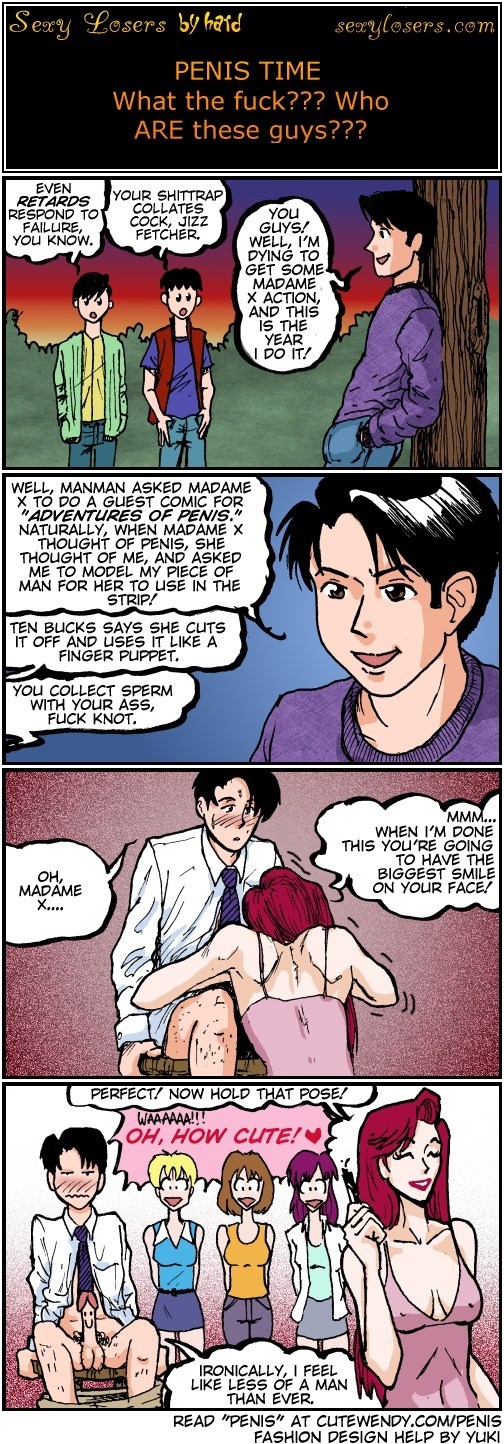 Sexy Losers by hard
sexylosers.com
PENIS TIME
What the fuck??? Who
ARE these guys???
EVEN
RETARDS
RESPOND TO
FAILURE,
YOU KNOW.
YOUR SHITTRAP
COLLATES
COCK, JIZZ
FETCHER.
YOU
GUYS!
WELL, I'M
DYING TO
GET SOME
MADAME
X ACTION,
AND THIS
IS THE
YEAR
I DO IT!
WELL, MANMAN ASKED MADAME
X TO DO A GUEST COMIC FOR
"ADVENTURES OF PENIS."
NATURALLY, WHEN MADAME X
THOUGHT OF PENIS, SHE
THOUGHT OF ME, AND ASKED
ME TO MODEL MY PIECE OF
MAN FOR HER TO USE IN THE
STRIP!
TEN BUCKS SAYS SHE CUTS
IT OFF AND USES IT LIKE A
FINGER PUPPET.
YOU COLLECT SPERM
WITH YOUR ASS,
FUCK KNOT.
OH,
MADAME
X....
MMM...
WHEN I'M DONE
THIS YOU'RE GOING
TO HAVE THE
BIGGEST SMILE
ON YOUR FACE!
PERFECT! NOW HOLD THAT POSE!
WAAAAAA!!!
OH, HOW CUTE! ♥
IRONICALLY, I FEEL
LIKE LESS OF A MAN
THAN EVER.
READ "PENIS" AT CUTEWENDY.COM/PENIS
FASHION DESIGN HELP BY YUKI